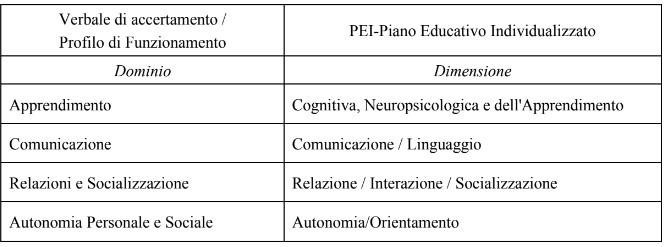 Verbale di accertamento /
Profilo di Funzionamento
PEI-Piano Educativo Individualizzato
Dominio
Dimensione
Apprendimento
Cognitiva, Neuropsicologica e dell'Apprendimento
Comunicazione
Comunicazione / Linguaggio
Relazioni e Socializzazione
Relazione / Interazione / Socializzazione
Autonomia Personale e Sociale
Autonomia/Orientamento